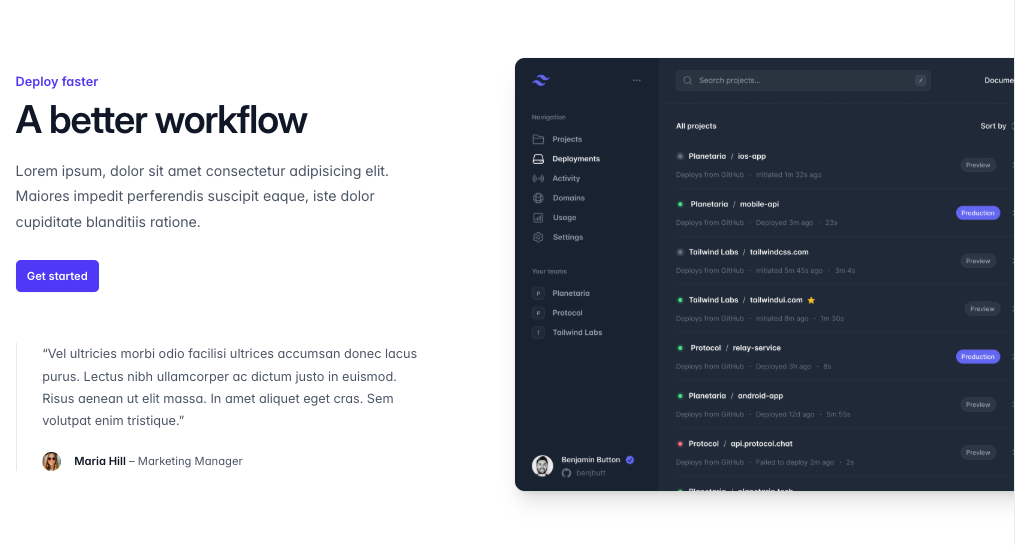 Deploy faster
A better workflow
Lorem ipsum, dolor sit amet consectetur adipisicing elit.
Maiores impedit perferendis suscipit eaque, iste dolor
cupiditate blanditiis ratione.
Get started
“Vel ultricies morbi odio facilisi ultrices accumsan donec lacus
purus. Lectus nibh ullamcorper ac dictum justo in euismod.
Risus aenean ut elit massa. In amet aliquet eget cras. Sem
volutpat enim tristique.”
Maria Hill – Marketing Manager
Navigation
Projects
Deployments
Activity
Domains
Usage
Settings
Your teams
P Planetaria
P Protocol
T Tailwind Labs
Benjamin Button
benjbutt
Search projects... /
Docume
All projects
Sort by
Planetaria / ios-app
Deploys from GitHub · Initiated 1m 32s ago
Preview
Planetaria / mobile-api
Deploys from GitHub · Deployed 3m ago · 23s
Production
Tailwind Labs / tailwindcss.com
Deploys from GitHub · Initiated 5m 45s ago · 3m 4s
Preview
Tailwind Labs / tailwindui.com
Deploys from GitHub · Initiated 8m ago · 1m 30s
Preview
Protocol / relay-service
Deploys from GitHub · Deployed 3h ago · 8s
Production
Planetaria / android-app
Deploys from GitHub · Deployed 12d ago · 5m 55s
Preview
Protocol / api.protocol.chat
Deploys from GitHub · Failed to deploy 2m ago · 2s
Preview
Planetaria / planetaria.tech